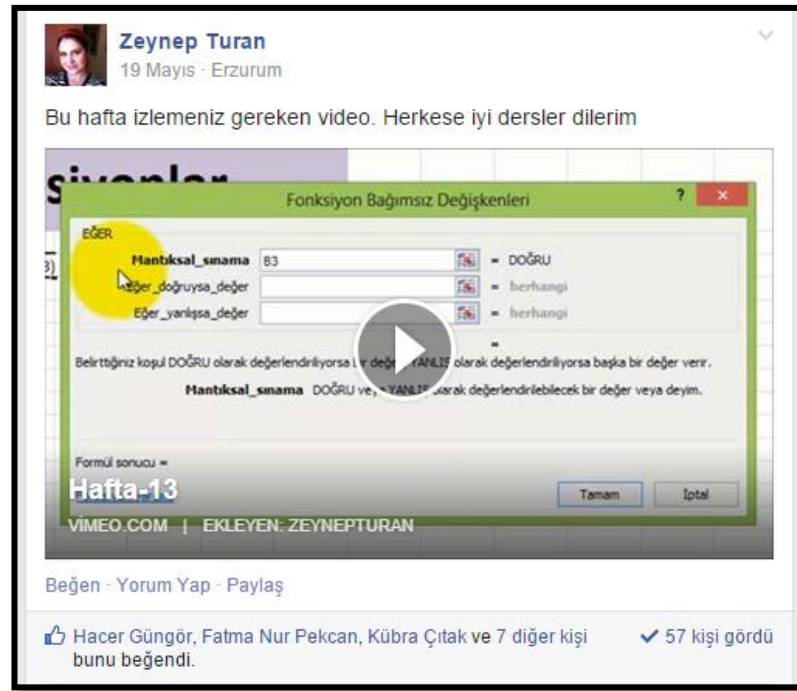 Zeynep Turan
19 Mayıs · Erzurum
Bu hafta izlemeniz gereken video. Herkese iyi dersler dilerim
siyonlar
Fonksiyon Bağımsız Değişkenleri ? ×
EĞER
Mantıksal_sınama B3 = DOĞRU
Eğer_doğruysa_değer = herhangi
Eğer_yanlışsa_değer = herhangi
=
Belirttiğiniz koşul DOĞRU olarak değerlendiriliyorsa bir değer, YANLIŞ olarak değerlendiriliyorsa başka bir değer verir.
Mantıksal_sınama DOĞRU veya YANLIŞ olarak değerlendirilebilecek bir değer veya deyim.
Formül sonucu =
Hafta-13
Tamam İptal
VİMEO.COM | EKLEYEN: ZEYNEPTURAN
Beğen · Yorum Yap · Paylaş
Hacer Güngör, Fatma Nur Pekcan, Kübra Çıtak ve 7 diğer kişi ✓ 57 kişi gördü
bunu beğendi.